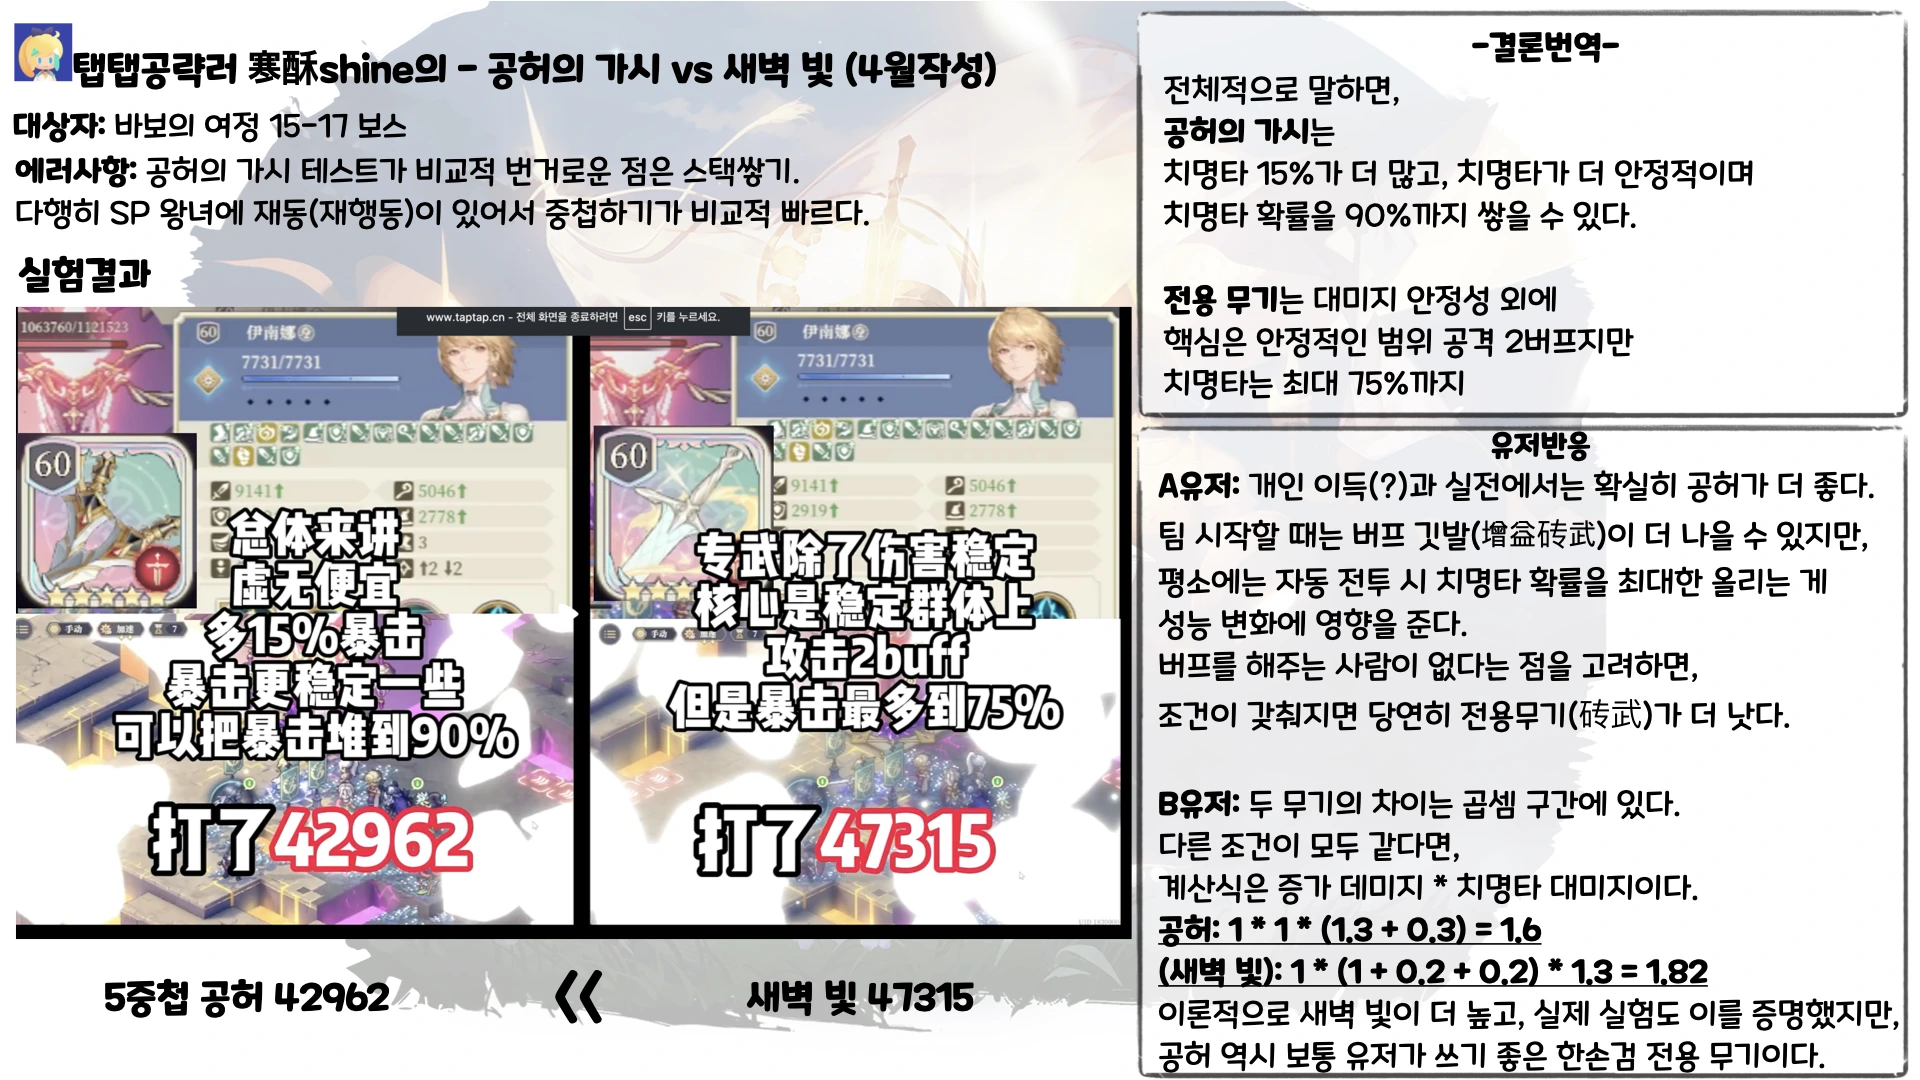 탭탭공략러 寒酥shine의 - 공허의 가시 vs 새벽 빛 (4월작성)
대상자: 바보의 여정 15-17 보스
에러사항: 공허의 가시 테스트가 비교적 번거로운 점은 스택쌓기.
다행히 SP 왕녀에 재동(재행동)이 있어서 중첩하기가 비교적 빠르다.
실험결과
www.taptap.cn - 전체 화면을 종료하려면 esc 키를 누르세요.
1063760/1121523
60 伊南娜
7731/7731
60
9141↑ 5046↑
2778↑
3
↑2 ↓2
总体来讲
虚无便宜
多15%暴击
暴击更稳定一些
可以把暴击堆到90%
手动 加速 7
打了42962
60 伊南娜
7731/7731
60
9141↑ 5046↑
2919↑ 2778↑
专武除了伤害稳定
核心是稳定群体上
攻击2buff
但是暴击最多到75%
手动 7
打了47315
5중첩 공허 42962 << 새벽 빛 47315
-결론번역-
전체적으로 말하면,
공허의 가시는
치명타 15%가 더 많고, 치명타가 더 안정적이며
치명타 확률을 90%까지 쌓을 수 있다.
전용 무기는 대미지 안정성 외에
핵심은 안정적인 범위 공격 2버프지만
치명타는 최대 75%까지
유저반응
A유저: 개인 이득(?)과 실전에서는 확실히 공허가 더 좋다.
팀 시작할 때는 버프 깃발(增益砖武)이 더 나을 수 있지만,
평소에는 자동 전투 시 치명타 확률을 최대한 올리는 게
성능 변화에 영향을 준다.
버프를 해주는 사람이 없다는 점을 고려하면,
조건이 갖춰지면 당연히 전용무기(砖武)가 더 낫다.
B유저: 두 무기의 차이는 곱셈 구간에 있다.
다른 조건이 모두 같다면,
계산식은 증가 데미지 * 치명타 대미지이다.
공허: 1 * 1 * (1.3 + 0.3) = 1.6
(새벽 빛): 1 * (1 + 0.2 + 0.2) * 1.3 = 1.82
이론적으로 새벽 빛이 더 높고, 실제 실험도 이를 증명했지만,
공허 역시 보통 유저가 쓰기 좋은 한손검 전용 무기이다.